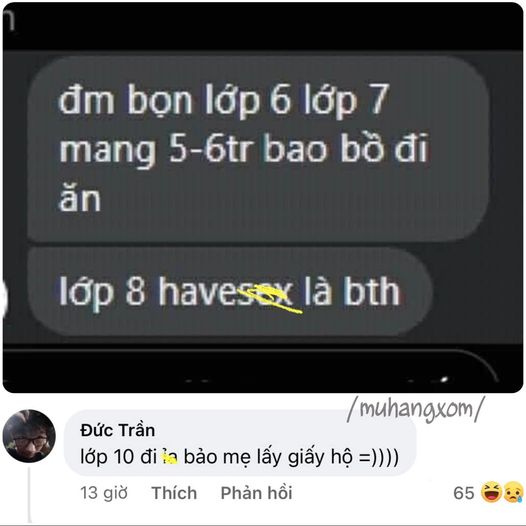 đm bọn lớp 6 lớp 7
mang 5-6tr bao bồ đi
ăn
lớp 8 havesex là bth
/muhangxom/
Đức Trần
lớp 10 đi ỉa bảo mẹ lấy giấy hộ =))))
13 giờ Thích Phản hồi 65